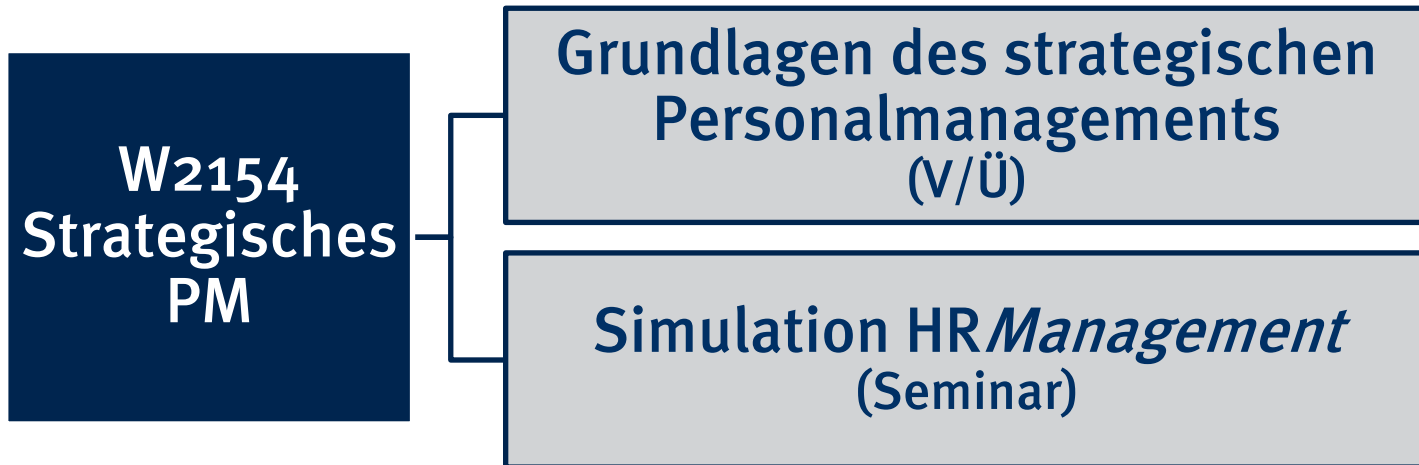 W2154
Strategisches
PM
Grundlagen des strategischen
Personalmanagements
(V/Ü)
Simulation HRManagement
(Seminar)